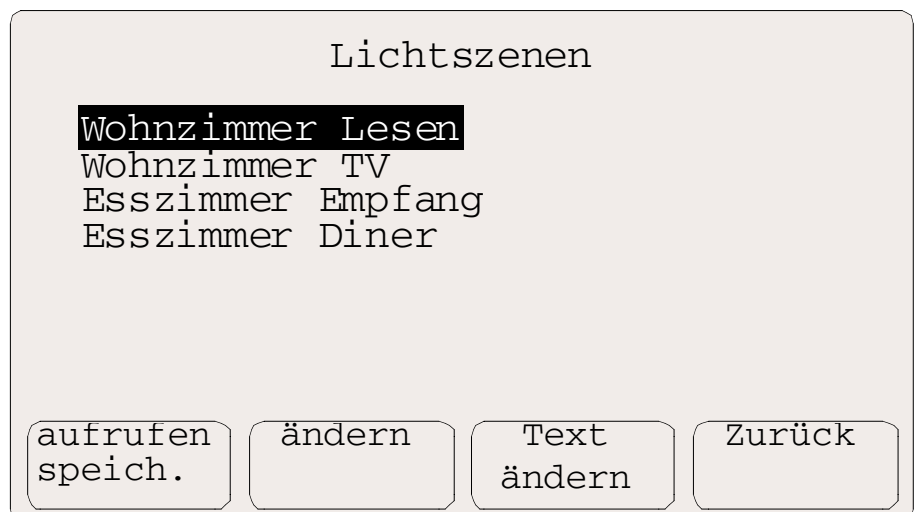 Lichtszenen
Wohnzimmer Lesen
Wohnzimmer TV
Esszimmer Empfang
Esszimmer Diner
aufrufen
speich.
ändern
Text
ändern
Zurück